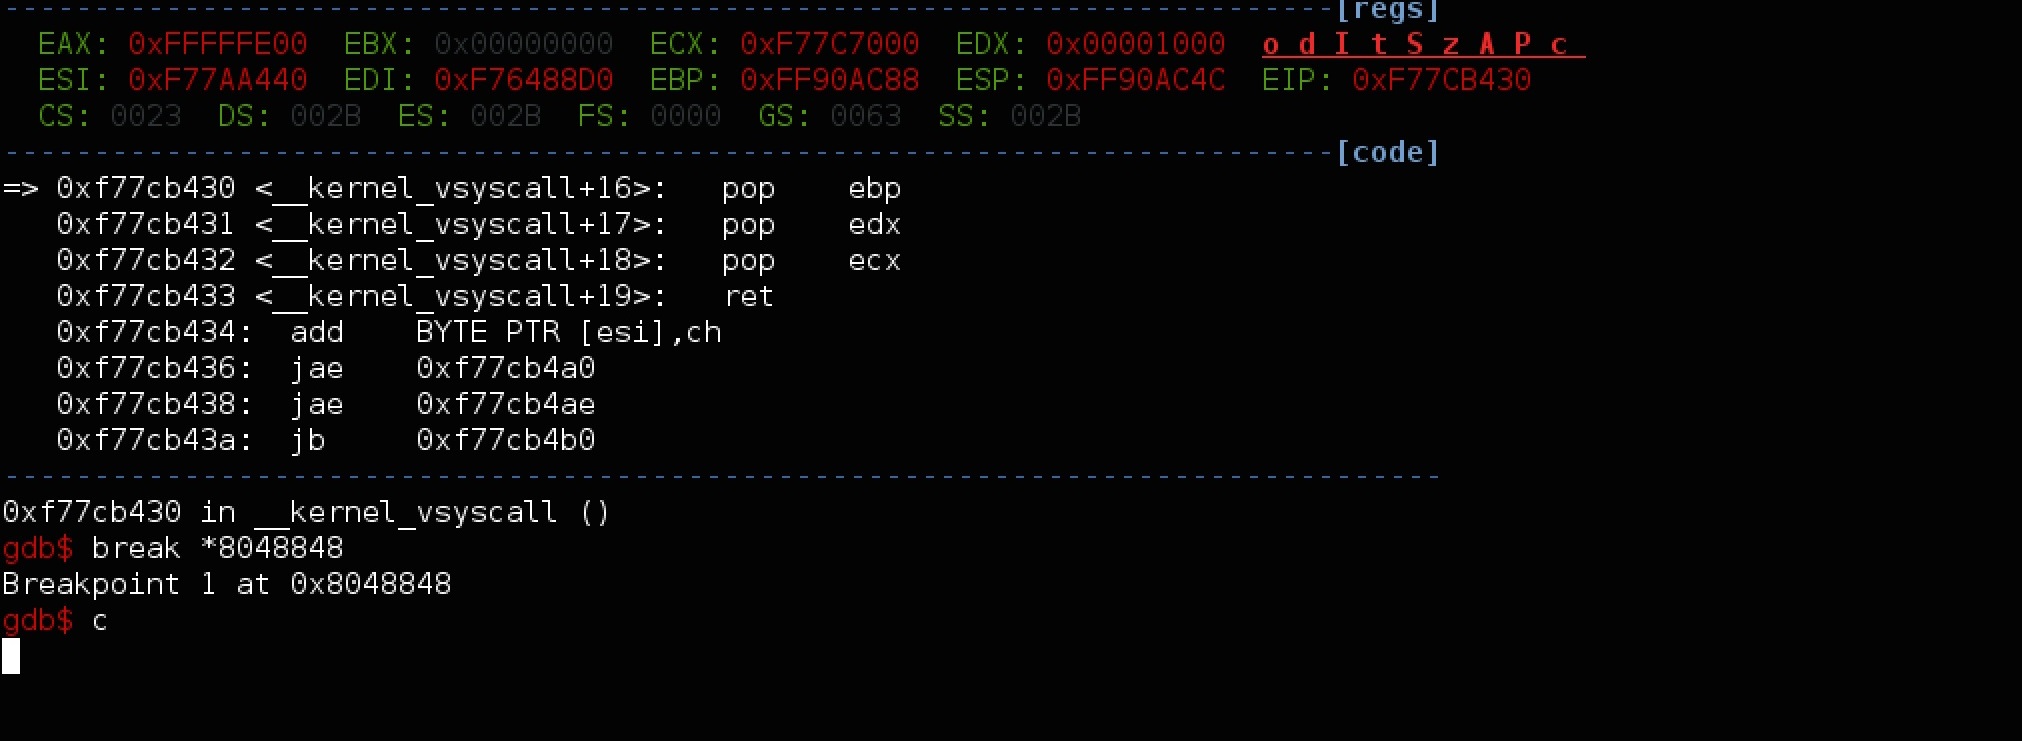 --------------------------------------------------------------------------[regs]
  EAX: 0xFFFFFE00  EBX: 0x00000000  ECX: 0xF77C7000  EDX: 0x00001000  o d I t S z A P c
  ESI: 0xF77AA440  EDI: 0xF76488D0  EBP: 0xFF90AC88  ESP: 0xFF90AC4C  EIP: 0xF77CB430
  CS: 0023  DS: 002B  ES: 002B  FS: 0000  GS: 0063  SS: 002B
--------------------------------------------------------------------------[code]
=> 0xf77cb430 <__kernel_vsyscall+16>:   pop    ebp
   0xf77cb431 <__kernel_vsyscall+17>:   pop    edx
   0xf77cb432 <__kernel_vsyscall+18>:   pop    ecx
   0xf77cb433 <__kernel_vsyscall+19>:   ret
   0xf77cb434:  add    BYTE PTR [esi],ch
   0xf77cb436:  jae    0xf77cb4a0
   0xf77cb438:  jae    0xf77cb4ae
   0xf77cb43a:  jb     0xf77cb4b0
--------------------------------------------------------------------------------
0xf77cb430 in __kernel_vsyscall ()
gdb$ break *8048848
Breakpoint 1 at 0x8048848
gdb$ c